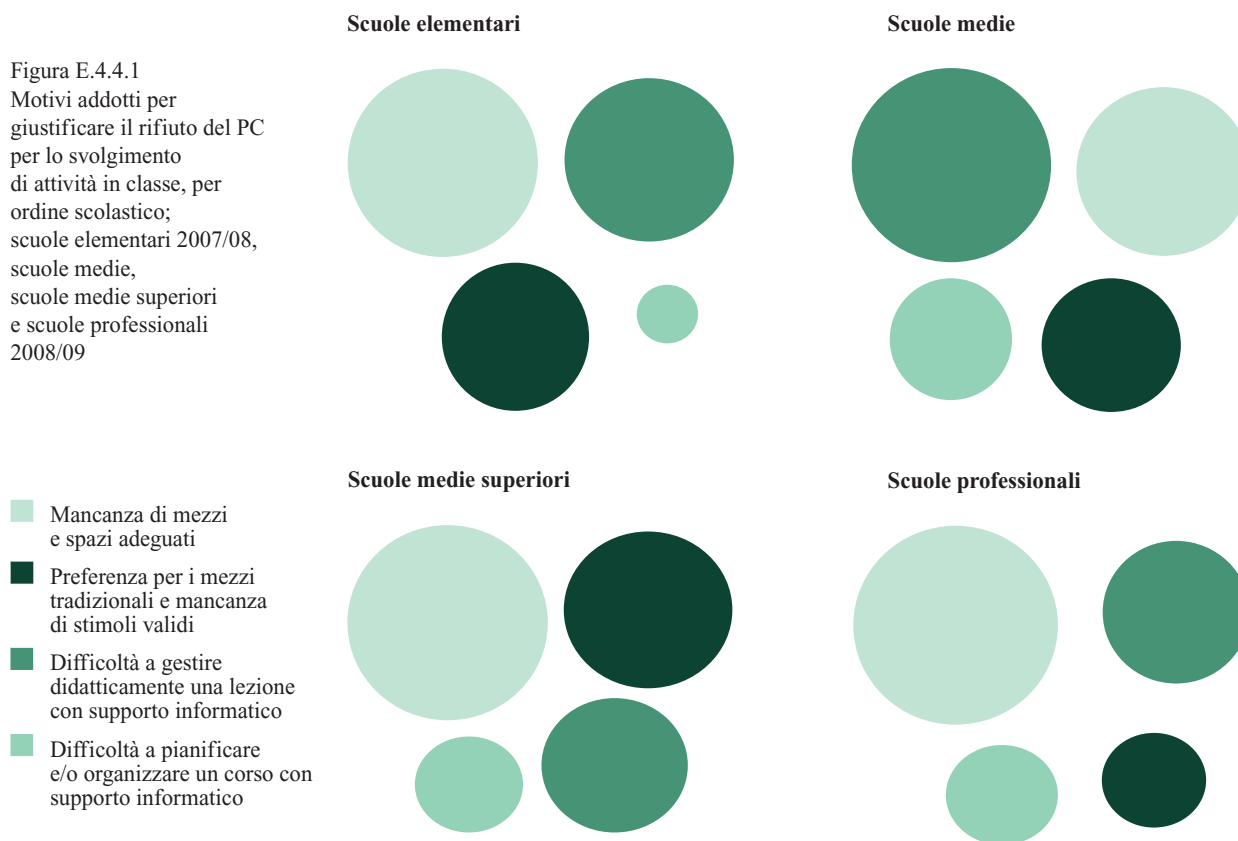 Scuole elementari
Scuole medie
Figura E.4.4.1
Motivi addotti per
giustificare il rifiuto del PC
per lo svolgimento
di attività in classe, per
ordine scolastico;
scuole elementari 2007/08,
scuole medie,
scuole medie superiori
e scuole professionali
2008/09
Scuole medie superiori
Scuole professionali
Mancanza di mezzi
e spazi adeguati
Preferenza per i mezzi
tradizionali e mancanza
di stimoli validi
Difficoltà a gestire
didatticamente una lezione
con supporto informatico
Difficoltà a pianificare
e/o organizzare un corso con
supporto informatico